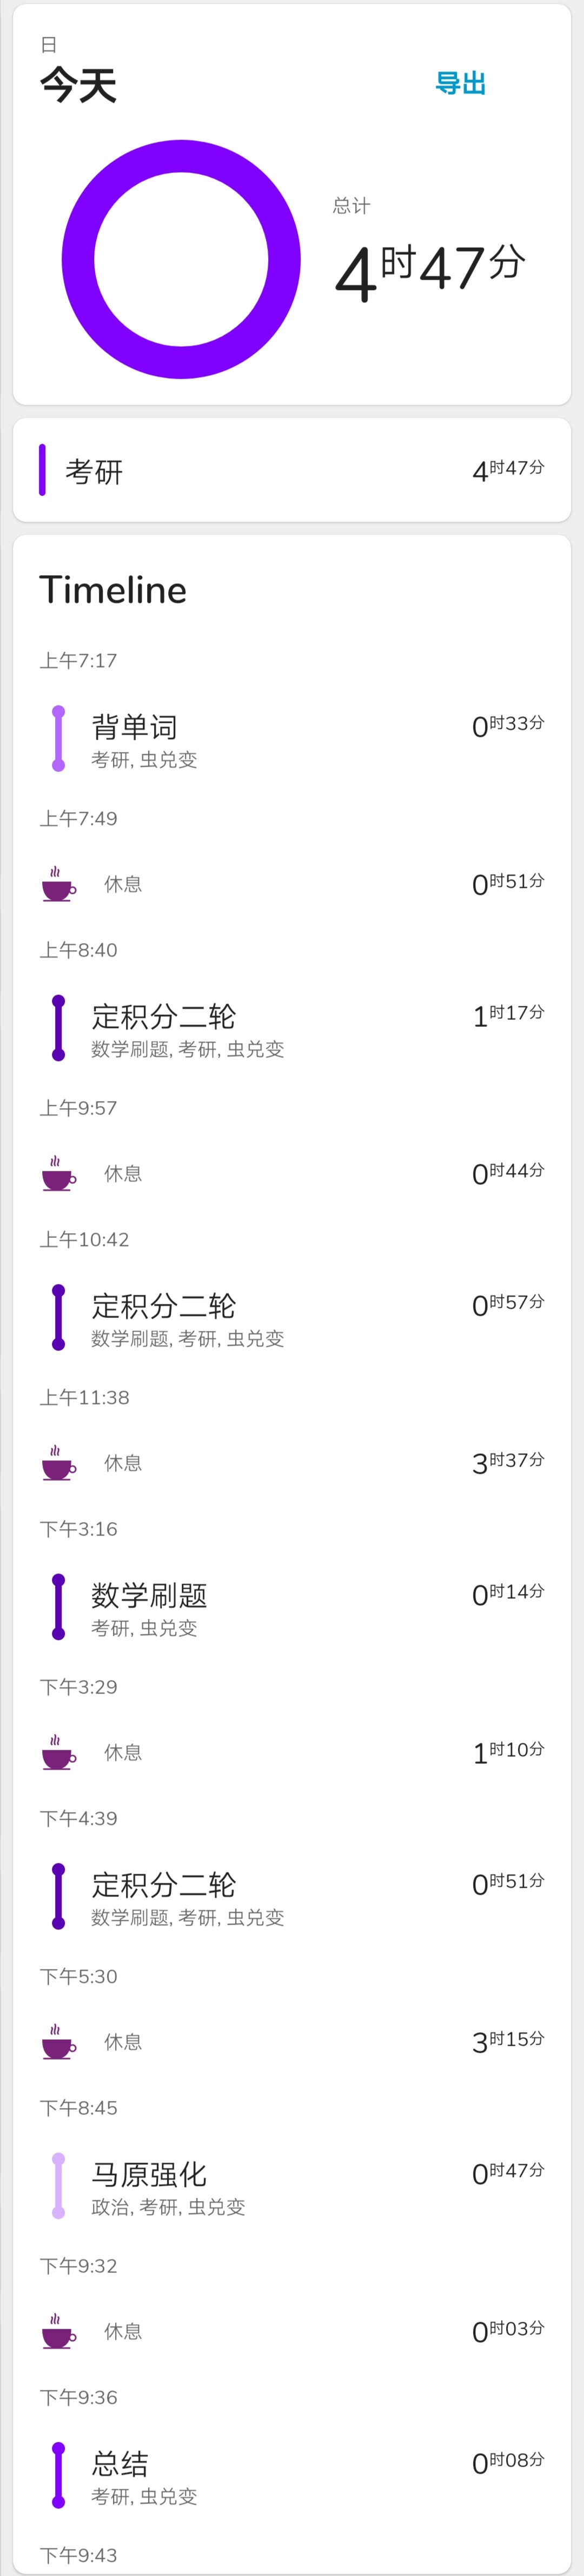 日
今天
导出
总计
4时47分
考研
4时47分
Timeline
上午7:17
背单词
0时33分
考研, 虫兑变
上午7:49
休息
0时51分
上午8:40
定积分二轮
1时17分
数学刷题, 考研, 虫兑变
上午9:57
休息
0时44分
上午10:42
定积分二轮
0时57分
数学刷题, 考研, 虫兑变
上午11:38
休息
3时37分
下午3:16
数学刷题
0时14分
考研, 虫兑变
下午3:29
休息
1时10分
下午4:39
定积分二轮
0时51分
数学刷题, 考研, 虫兑变
下午5:30
休息
3时15分
下午8:45
马原强化
0时47分
政治, 考研, 虫兑变
下午9:32
休息
0时03分
下午9:36
总结
0时08分
考研, 虫兑变
下午9:43